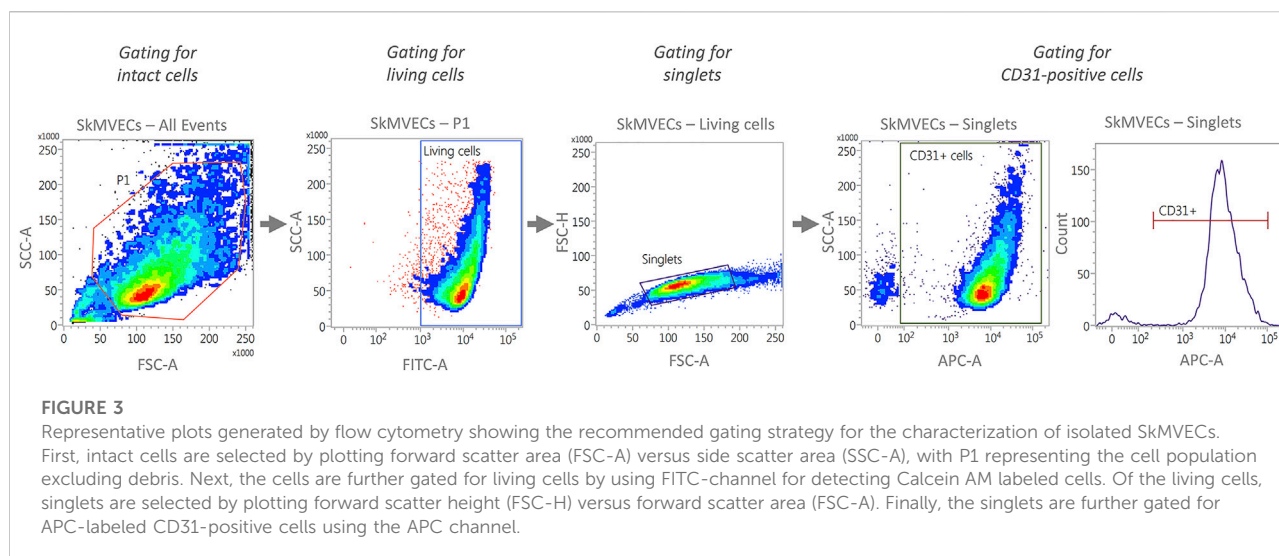 Gating for
intact cells
Gating for
living cells
Gating for
singlets
Gating for
CD31-positive cells
SkMVECs – All Events
x1000
250
200
150
100
50
0
SCC-A
P1
50 100 150 200 250
x1000
FSC-A
SkMVECs – P1
x1000
250
200
150
100
50
0
SCC-A
Living cells
0 10² 10³ 10⁴ 10⁵
FITC-A
SkMVECs – Living cells
x1000
250
200
150
100
50
0
FSC-H
Singlets
0 50 100 150 200 250
FSC-A
SkMVECs – Singlets
x1000
250
200
150
100
50
0
SCC-A
CD31+ cells
0 10² 10³ 10⁴ 10⁵
APC-A
SkMVECs – Singlets
150
100
50
0
Count
CD31+
0 10² 10³ 10⁴ 10⁵
APC-A
FIGURE 3
Representative plots generated by flow cytometry showing the recommended gating strategy for the characterization of isolated SkMVECs.
First, intact cells are selected by plotting forward scatter area (FSC-A) versus side scatter area (SSC-A), with P1 representing the cell population
excluding debris. Next, the cells are further gated for living cells by using FITC-channel for detecting Calcein AM labeled cells. Of the living cells,
singlets are selected by plotting forward scatter height (FSC-H) versus forward scatter area (FSC-A). Finally, the singlets are further gated for
APC-labeled CD31-positive cells using the APC channel.